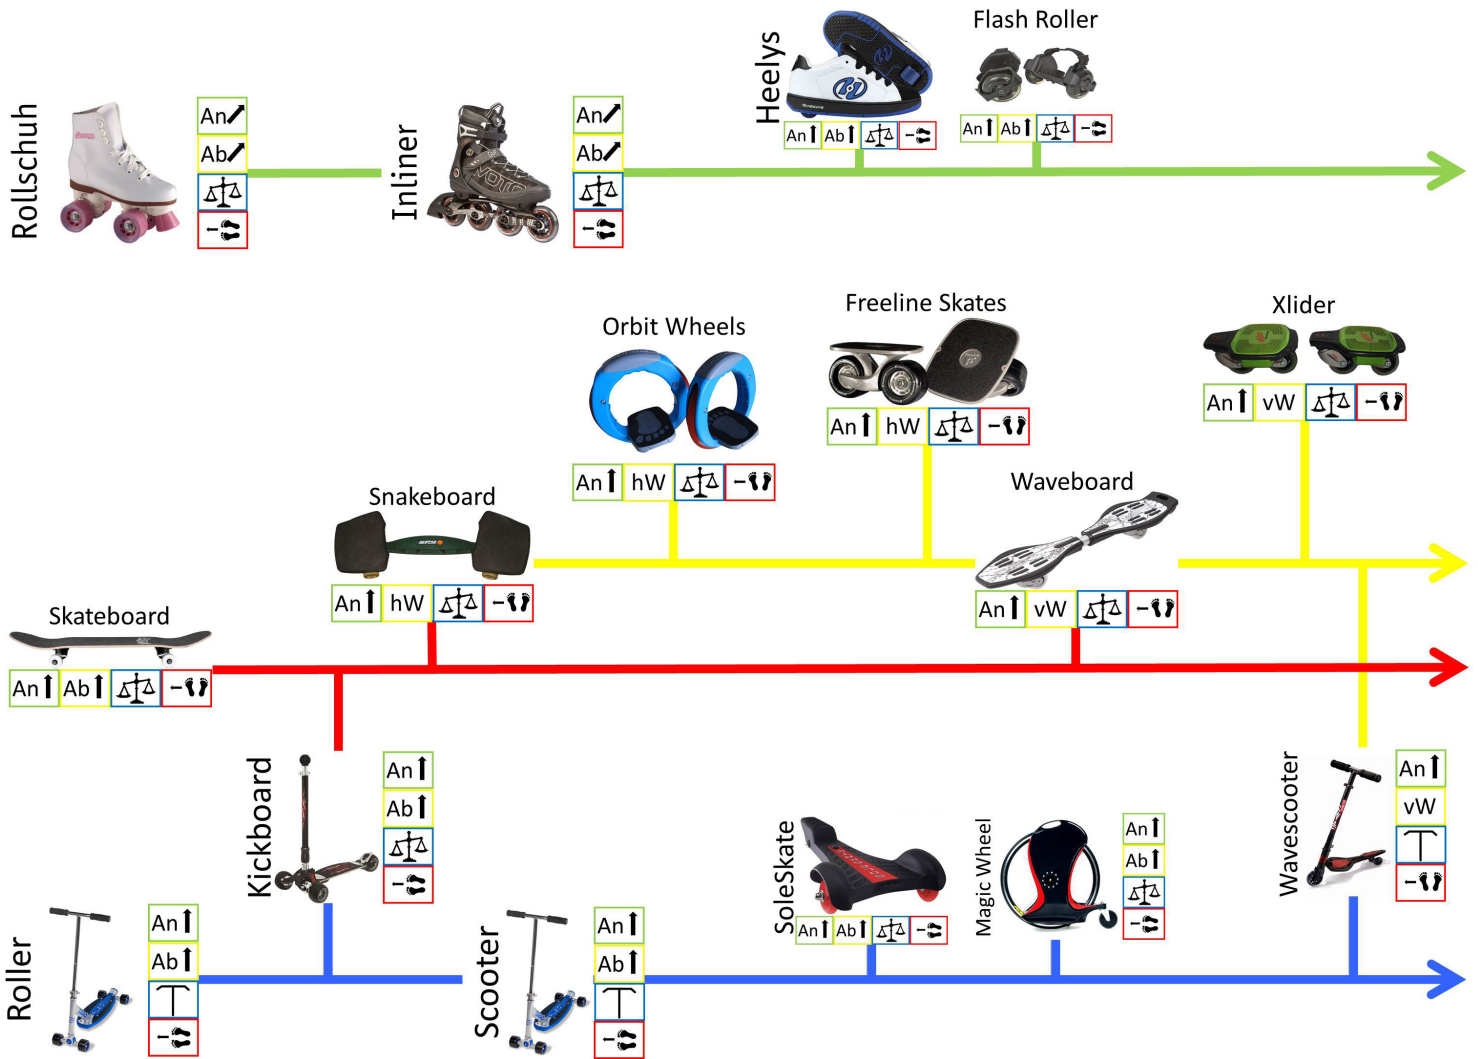 Rollschuh
An
Ab
Inliner
An
Ab
Heelys
An Ab
Flash Roller
An Ab
Orbit Wheels
An hW
Freeline Skates
An hW
Xlider
An vW
Snakeboard
An hW
Waveboard
An vW
Skateboard
An Ab
Kickboard
An
Ab
Roller
An
Ab
Scooter
An
Ab
SoleSkate
An Ab
Magic Wheel
An
Ab
Wavescooter
An
vW